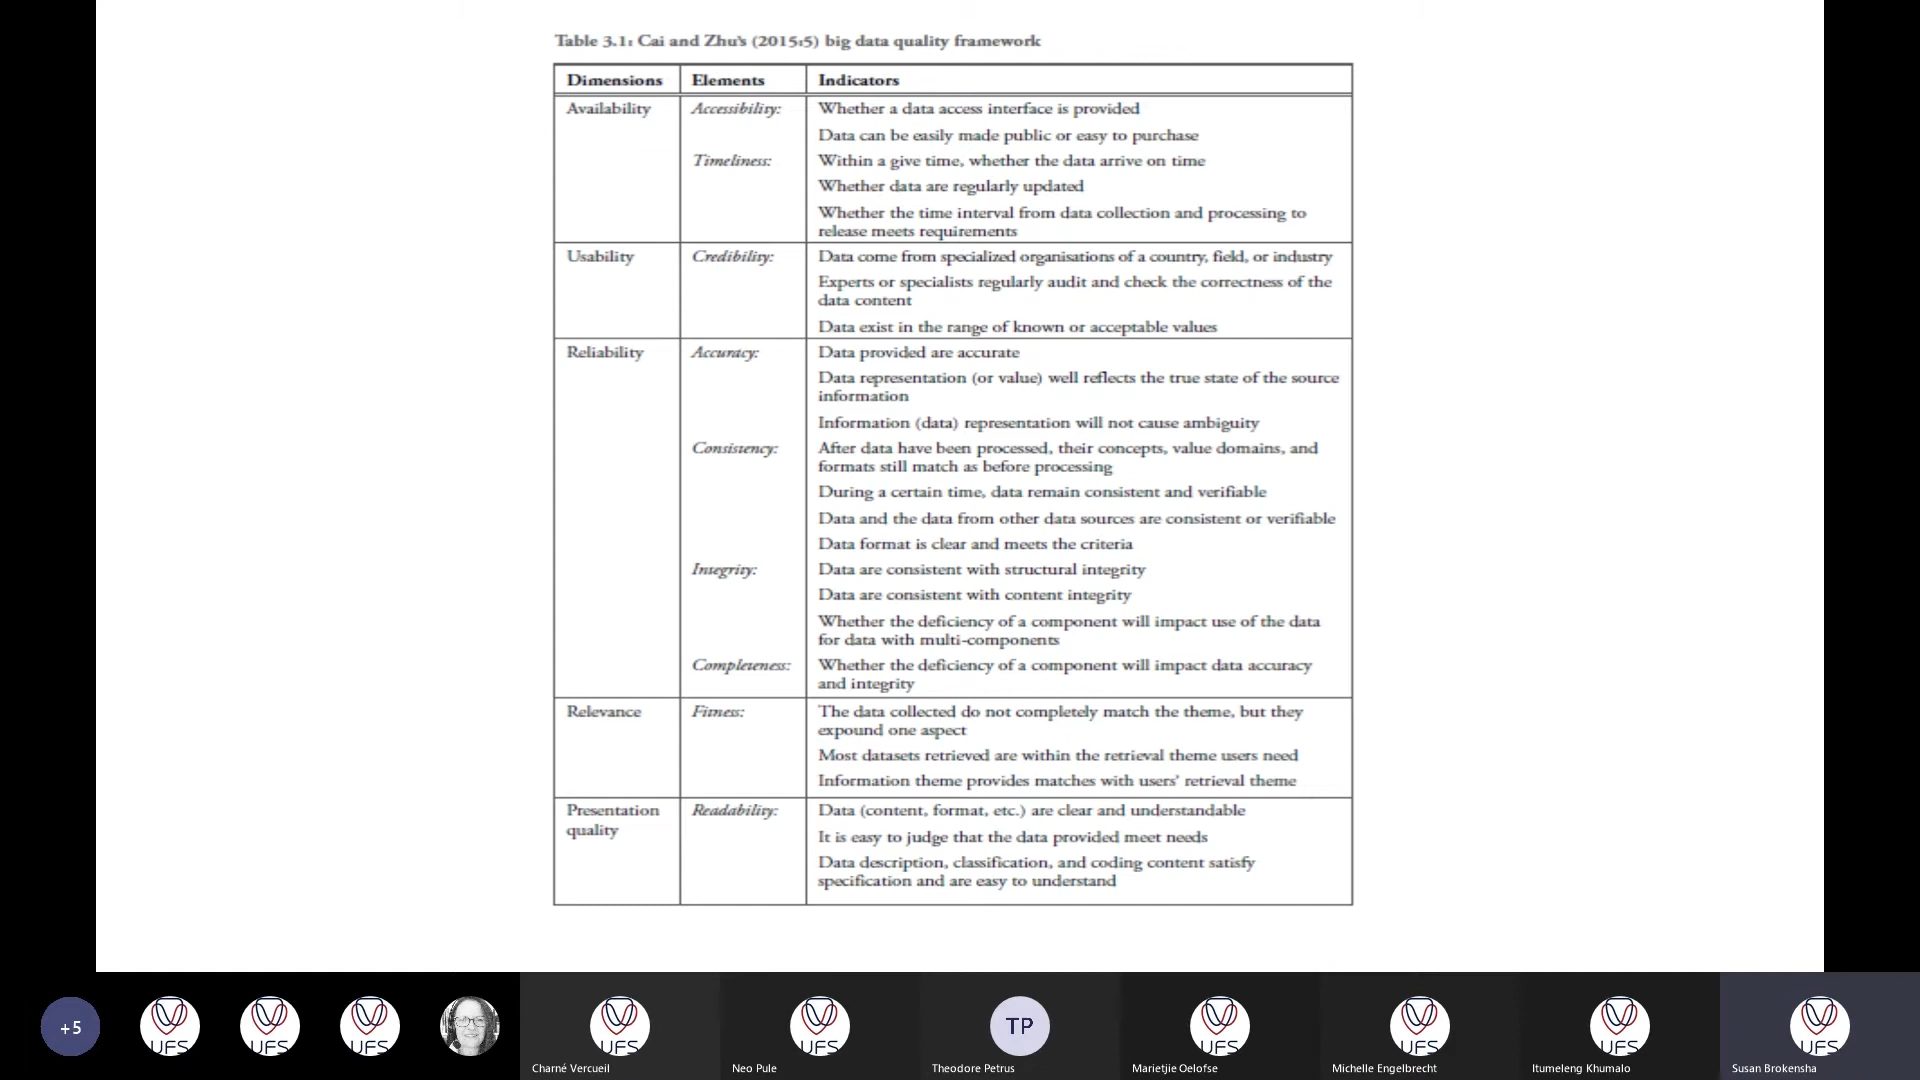 Table 3.1: Cai and Zhu's (2015:5) big data quality framework
Dimensions Elements Indicators
Availability Accessibility: Whether a data access interface is provided
Data can be easily made public or easy to purchase
Timeliness: Within a give time, whether the data arrive on time
Whether data are regularly updated
Whether the time interval from data collection and processing to
release meets requirements
Usability Credibility: Data come from specialized organisations of a country, field, or industry
Experts or specialists regularly audit and check the correctness of the
data content
Data exist in the range of known or acceptable values
Reliability Accuracy: Data provided are accurate
Data representation (or value) well reflects the true state of the source
information
Information (data) representation will not cause ambiguity
Consistency: After data have been processed, their concepts, value domains, and
formats still match as before processing
During a certain time, data remain consistent and verifiable
Data and the data from other data sources are consistent or verifiable
Data format is clear and meets the criteria
Integrity: Data are consistent with structural integrity
Data are consistent with content integrity
Whether the deficiency of a component will impact use of the data
for data with multi-components
Completeness: Whether the deficiency of a component will impact data accuracy
and integrity
Relevance Fitness: The data collected do not completely match the theme, but they
expound one aspect
Most datasets retrieved are within the retrieval theme users need
Information theme provides matches with users' retrieval theme
Presentation Readability: Data (content, format, etc.) are clear and understandable
quality
It is easy to judge that the data provided meet needs
Data description, classification, and coding content satisfy
specification and are easy to understand
+5 UFS UFS UFS UFS UFS TP UFS UFS UFS UFS
Charné Vercueil Neo Pule Theodore Petrus Marietjie Oelofse Michelle Engelbrecht Itumeleng Khumalo Susan Brokensha